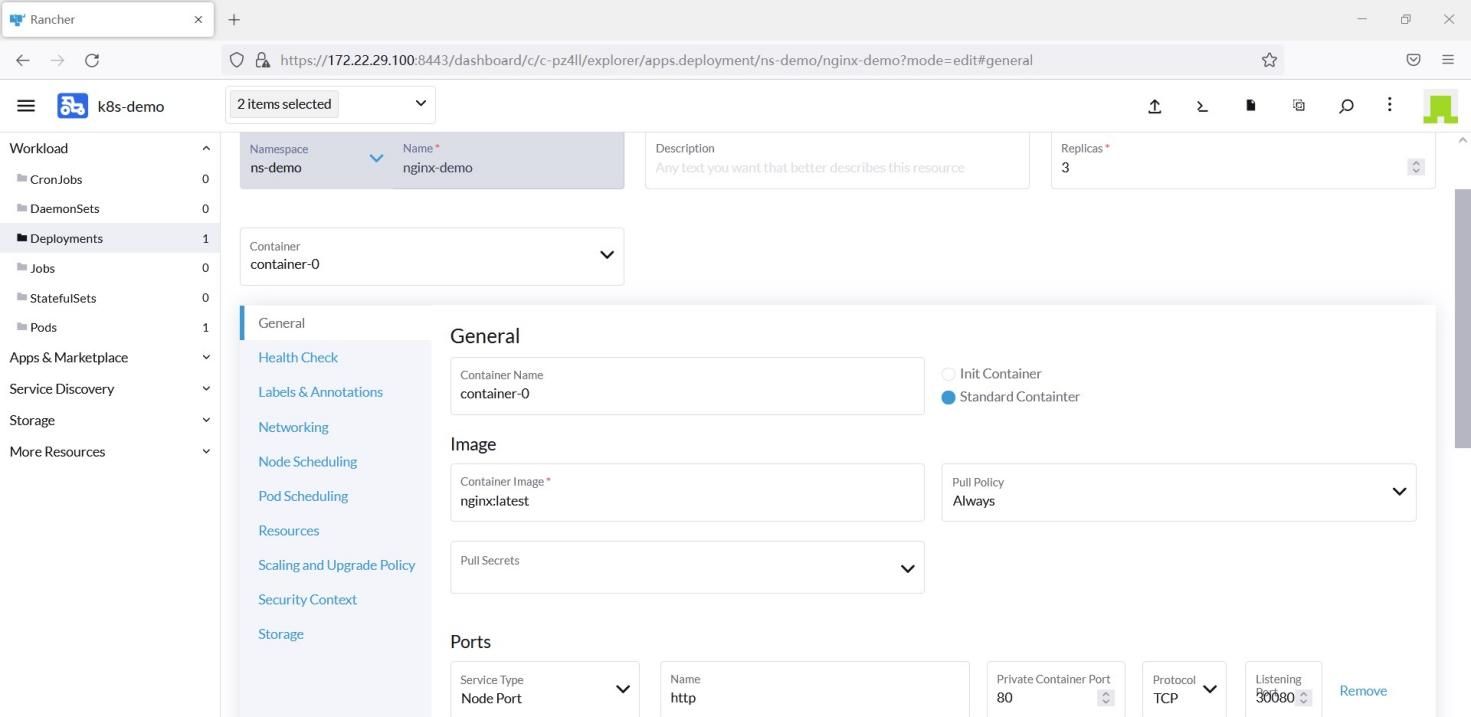 Rancher
https://172.22.29.100:8443/dashboard/c/c-pz4ll/explorer/apps.deployment/ns-demo/nginx-demo?mode=edit#general
k8s-demo
2 items selected
Workload
CronJobs 0
DaemonSets 0
Deployments 1
Jobs 0
StatefulSets 0
Pods 1
Apps & Marketplace
Service Discovery
Storage
More Resources
Namespace
ns-demo
Name*
nginx-demo
Description
Any text you want that better describes this resource
Replicas*
3
Container
container-0
General
Health Check
Labels & Annotations
Networking
Node Scheduling
Pod Scheduling
Resources
Scaling and Upgrade Policy
Security Context
Storage
General
Container Name
container-0
Init Container
Standard Containter
Image
Container Image*
nginx:latest
Pull Policy
Always
Pull Secrets
Ports
Service Type
Node Port
Name
http
Private Container Port
80
Protocol
TCP
Listening
Port
30080
Remove